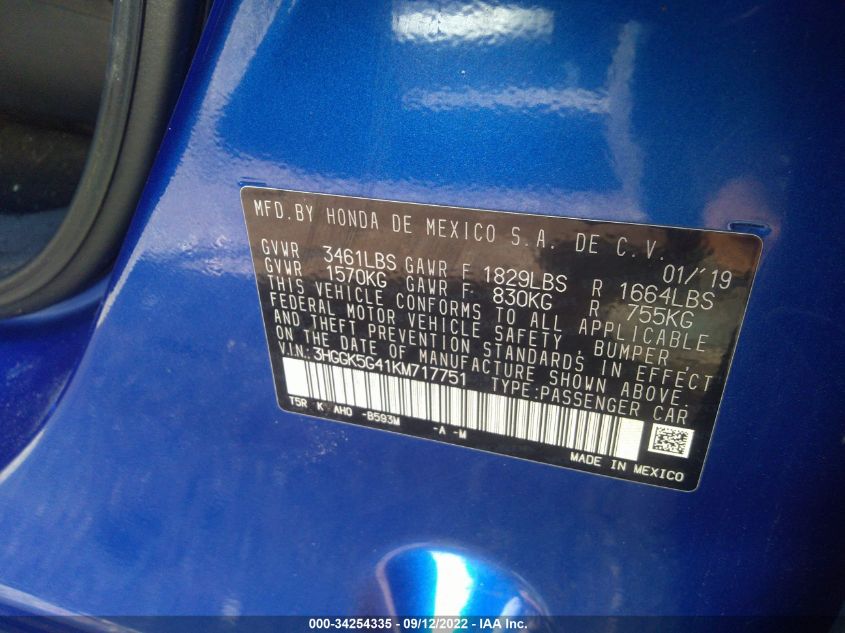 MFD.BY HONDA DE MEXICO S.A. DE C.V.
01/'19
GVWR 3461LBS GAWR F 1829LBS R 1664LBS
GVWR 1570KG GAWR F 830KG R 755KG
THIS VEHICLE CONFORMS TO ALL APPLICABLE
FEDERAL MOTOR VEHICLE SAFETY, BUMPER,
AND THEFT PREVENTION STANDARDS IN EFFECT
ON THE DATE OF MANUFACTURE SHOWN ABOVE.
V.I.N:3HGGK5G41KM717751 TYPE:PASSENGER CAR
T5R K AH0 -B593M -A -M
MADE IN MEXICO
000-34254335 - 09/12/2022 - IAA Inc.